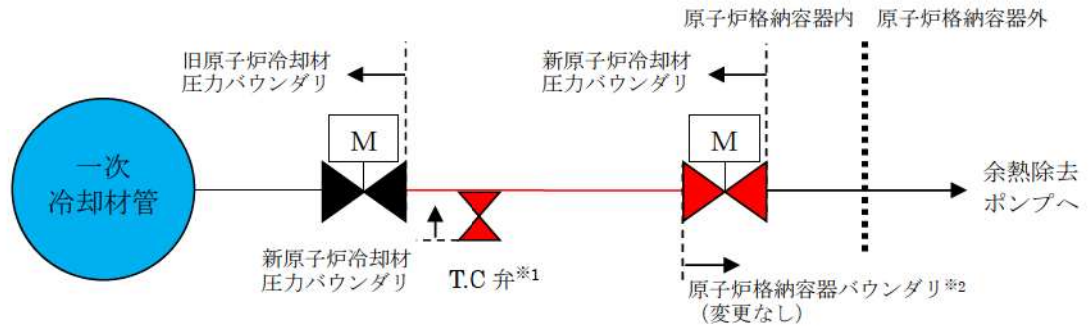 原子炉格納容器内
原子炉格納容器外
旧原子炉冷却材
圧力バウンダリ
新原子炉冷却材
圧力バウンダリ
M
M
一次
冷却材管
余熱除去
ポンプへ
新原子炉冷却材
圧力バウンダリ
T.C 弁※1
原子炉格納容器バウンダリ※2
（変更なし）